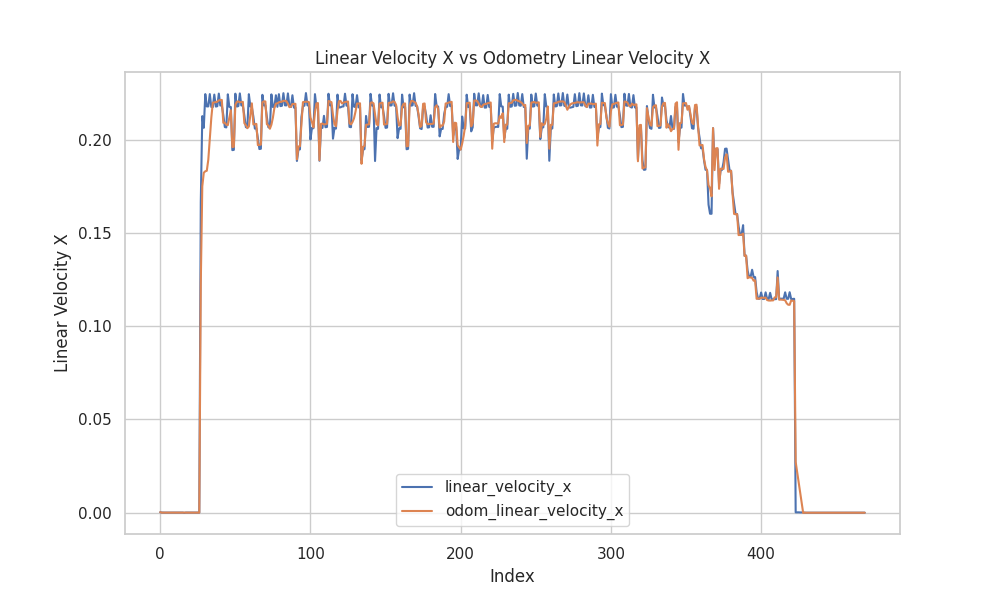 Linear Velocity X vs Odometry Linear Velocity X
0.20
0.15
0.10
0.05
0.00
Linear Velocity X
linear_velocity_x
odom_linear_velocity_x
0 100 200 300 400
Index